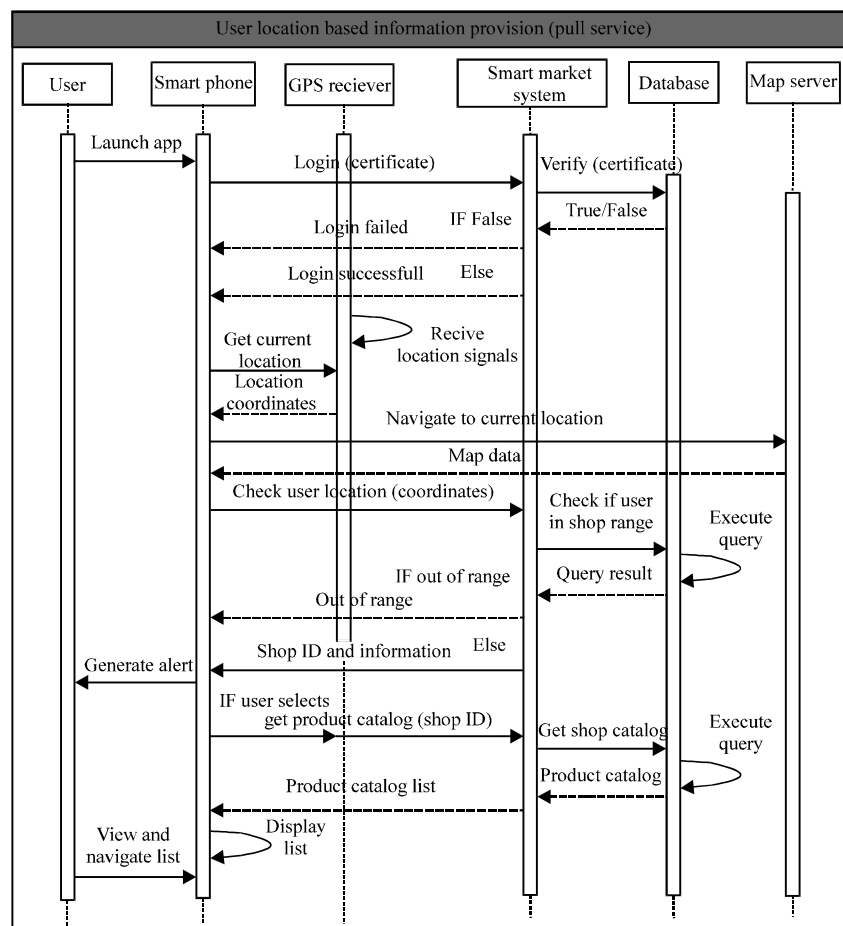 User location based information provision (pull service)
User
Smart phone
GPS reciever
Smart market
system
Database
Map server
Launch app
Login (certificate)
Verify (certificate)
True/False
IF False
Login failed
Login successfull
Else
Recive
location signals
Get current
location
Location
coordinates
Navigate to current location
Map data
Check user location (coordinates)
Check if user
in shop range
Execute
query
Query result
IF out of range
Out of range
Else
Shop ID and information
Generate alert
IF user selects
get product catalog (shop ID)
Get shop catalog
Execute
query
Product catalog
Product catalog list
Display
list
View and
navigate list